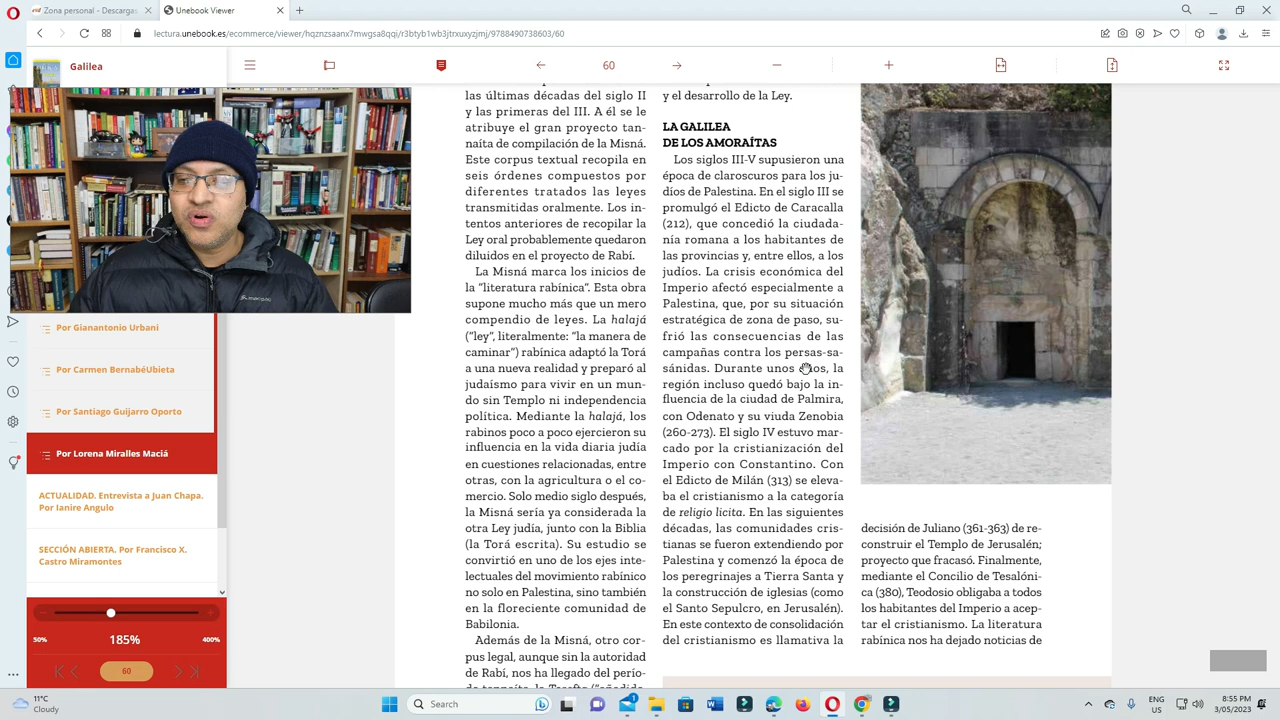 Zona personal - Descargas
Unebook Viewer
lectura.unebook.es/ecommerce/viewer/hqznzsaanx7mwgsa8qqi/r3btyb1wb3jtrxuxyzjmj/9788490738603/60
Galilea
60
Por Gianantonio Urbani
Por Carmen BernabéUbieta
Por Santiago Guijarro Oporto
Por Lorena Miralles Maciá
ACTUALIDAD. Entrevista a Juan Chapa.
Por Ianire Angulo
SECCIÓN ABIERTA. Por Francisco X.
Castro Miramontes
50%
185%
400%
60
las últimas décadas del siglo II
y las primeras del III. A él se le
atribuye el gran proyecto tan-
naíta de compilación de la Misná.
Este corpus textual recopila en
seis órdenes compuestos por
diferentes tratados las leyes
transmitidas oralmente. Los in-
tentos anteriores de recopilar la
Ley oral probablemente quedaron
diluidos en el proyecto de Rabí.
La Misná marca los inicios de
la “literatura rabínica”. Esta obra
supone mucho más que un mero
compendio de leyes. La halajá
(“ley”, literalmente: “la manera de
caminar”) rabínica adaptó la Torá
a una nueva realidad y preparó al
judaísmo para vivir en un mun-
do sin Templo ni independencia
política. Mediante la halajá, los
rabinos poco a poco ejercieron su
influencia en la vida diaria judía
en cuestiones relacionadas, entre
otras, con la agricultura o el co-
mercio. Solo medio siglo después,
la Misná sería ya considerada la
otra Ley judía, junto con la Biblia
(la Torá escrita). Su estudio se
convirtió en uno de los ejes inte-
lectuales del movimiento rabínico
no solo en Palestina, sino también
en la floreciente comunidad de
Babilonia.
Además de la Misná, otro cor-
pus legal, aunque sin la autoridad
de Rabí, nos ha llegado del perío-
y el desarrollo de la Ley.
LA GALILEA
DE LOS AMORAÍTAS
Los siglos III-V supusieron una
época de claroscuros para los ju-
díos de Palestina. En el siglo III se
promulgó el Edicto de Caracalla
(212), que concedió la ciudada-
nía romana a los habitantes de
las provincias y, entre ellos, a los
judíos. La crisis económica del
Imperio afectó especialmente a
Palestina, que, por su situación
estratégica de zona de paso, su-
frió las consecuencias de las
campañas contra los persas-sa-
sánidas. Durante unos años, la
región incluso quedó bajo la in-
fluencia de la ciudad de Palmira,
con Odenato y su viuda Zenobia
(260-273). El siglo IV estuvo mar-
cado por la cristianización del
Imperio con Constantino. Con
el Edicto de Milán (313) se eleva-
ba el cristianismo a la categoría
de religio licita. En las siguientes
décadas, las comunidades cris-
tianas se fueron extendiendo por
Palestina y comenzó la época de
los peregrinajes a Tierra Santa y
la construcción de iglesias (como
el Santo Sepulcro, en Jerusalén).
En este contexto de consolidación
del cristianismo es llamativa la
decisión de Juliano (361-363) de re-
construir el Templo de Jerusalén;
proyecto que fracasó. Finalmente,
mediante el Concilio de Tesalóni-
ca (380), Teodosio obligaba a todos
los habitantes del Imperio a acep-
tar el cristianismo. La literatura
rabínica nos ha dejado noticias de
11°C
Cloudy
Search
ENG
ESP
8:55 PM
3/05/2023